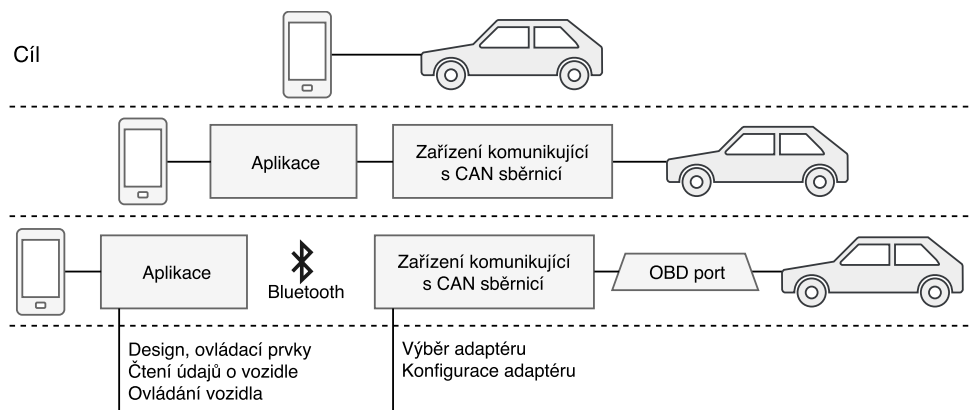 Cíl
Aplikace
Zařízení komunikující
s CAN sběrnicí
Aplikace
Bluetooth
Zařízení komunikující
s CAN sběrnicí
OBD port
Design, ovládací prvky
Čtení údajů o vozidle
Ovládání vozidla
Výběr adaptéru
Konfigurace adaptéru